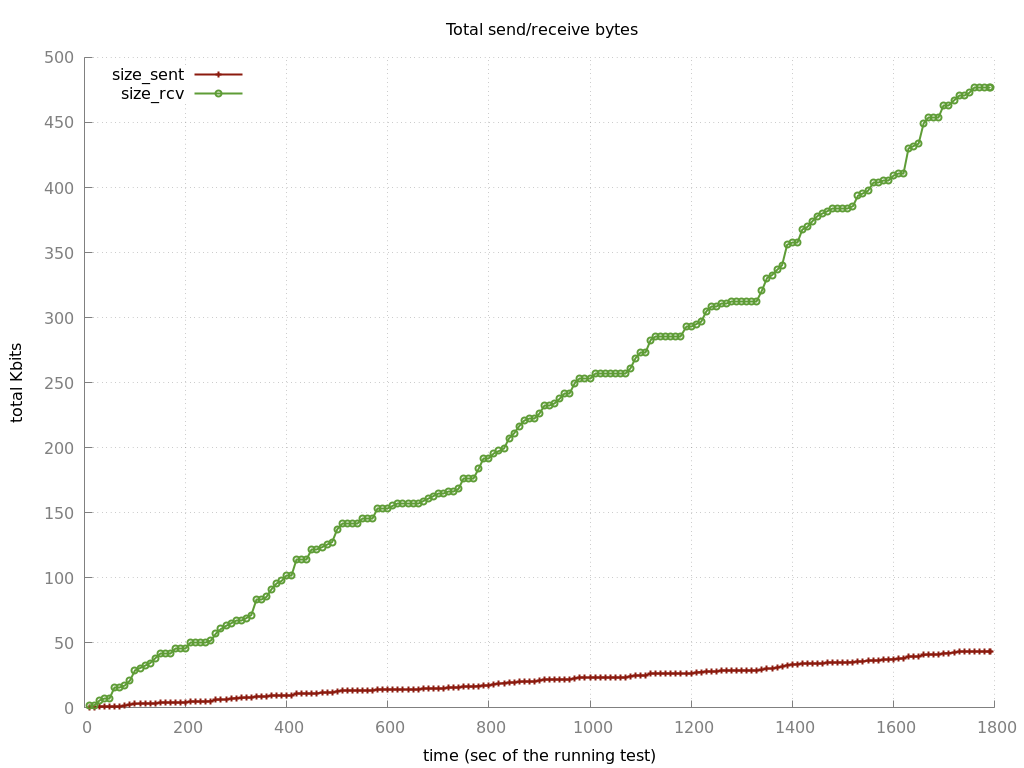 Total send/receive bytes
500
size_sent
size_rcv
450
400
350
300
250
200
150
100
50
0
total Kbits
0 200 400 600 800 1000 1200 1400 1600 1800
time (sec of the running test)